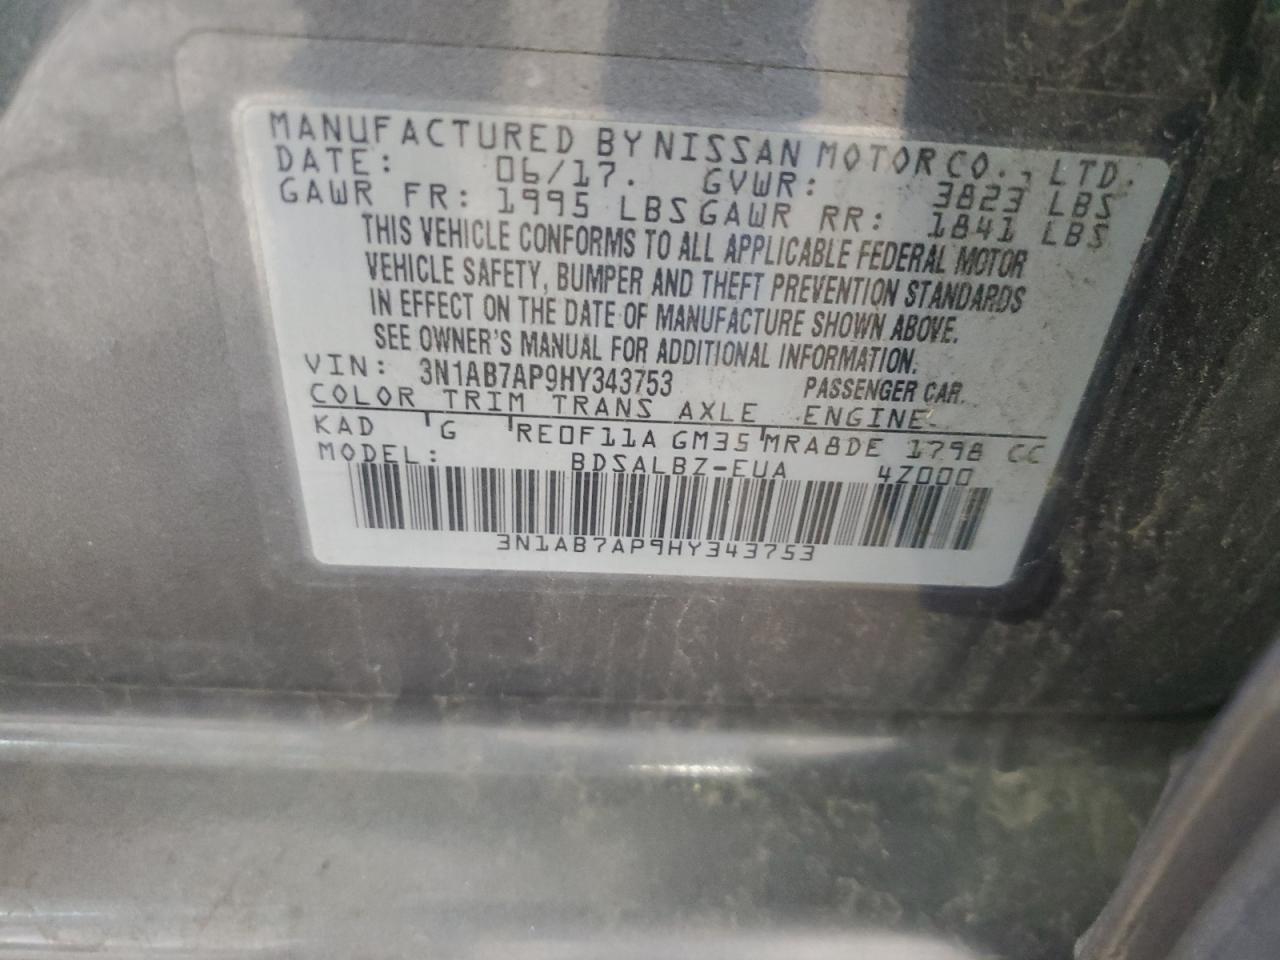 MANUFACTURED BY NISSAN MOTOR CO., LTD.
DATE: 06/17. GVWR: 3823 LBS
GAWR FR: 1995 LBS GAWR RR: 1841 LBS
THIS VEHICLE CONFORMS TO ALL APPLICABLE FEDERAL MOTOR
VEHICLE SAFETY, BUMPER AND THEFT PREVENTION STANDARDS
IN EFFECT ON THE DATE OF MANUFACTURE SHOWN ABOVE.
SEE OWNER'S MANUAL FOR ADDITIONAL INFORMATION.
VIN: 3N1AB7AP9HY343753 PASSENGER CAR.
COLOR TRIM TRANS AXLE ENGINE
KAD G RE0F11A GM35 MRA8DE 1798 CC
MODEL: BDSALBZ-EUA 4Z000
3N1AB7AP9HY343753